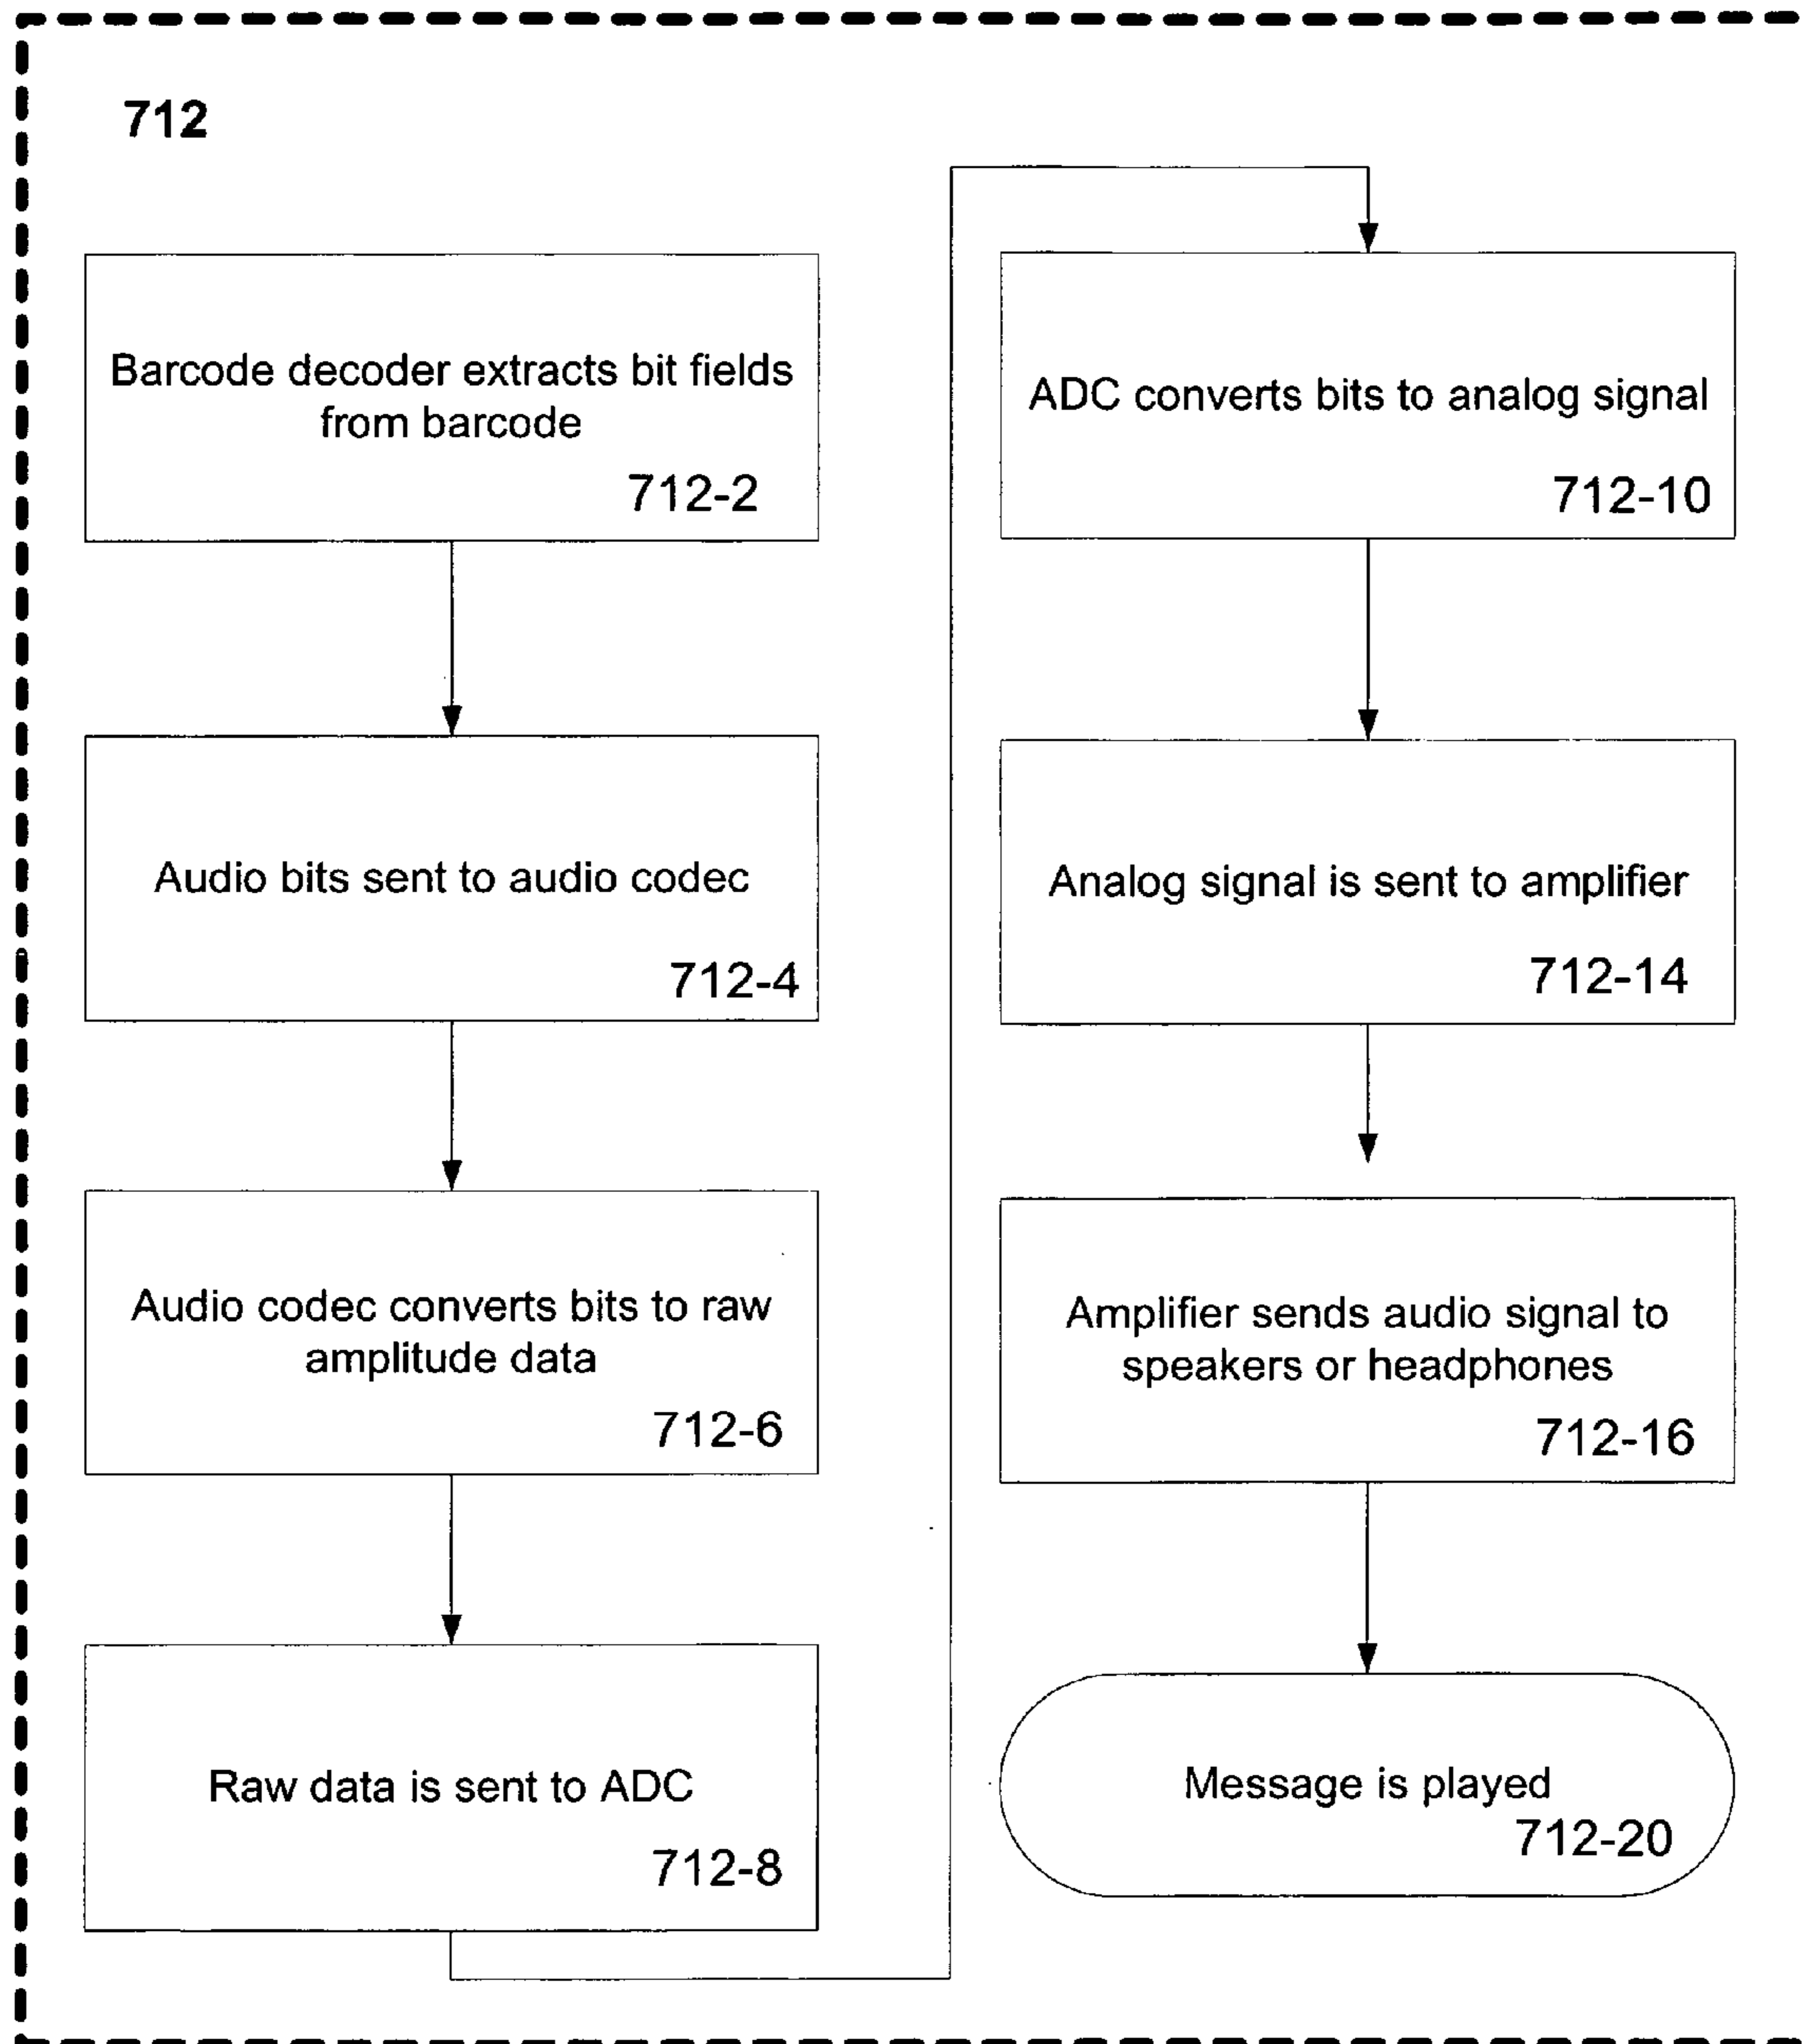 712
Barcode decoder extracts bit fields
from barcode
712-2
Audio bits sent to audio codec
712-4
Audio codec converts bits to raw
amplitude data
712-6
Raw data is sent to ADC
712-8
ADC converts bits to analog signal
712-10
Analog signal is sent to amplifier
712-14
Amplifier sends audio signal to
speakers or headphones
712-16
Message is played
712-20